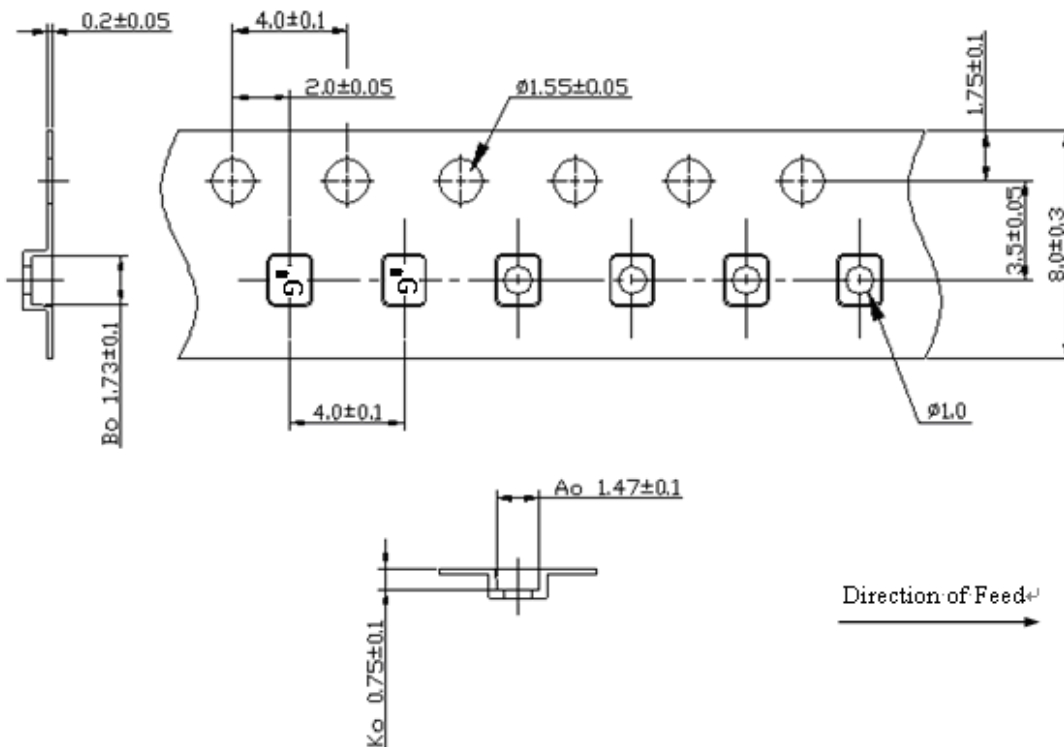 0.2±0.05
4.0±0.1
2.0±0.05
ø1.55±0.05
1.75±0.1
3.5±0.05
8.0±0.3
G
G
Bo 1.73±0.1
4.0±0.1
ø1.0
Ao 1.47±0.1
Ko 0.75±0.1
Direction of Feed↵